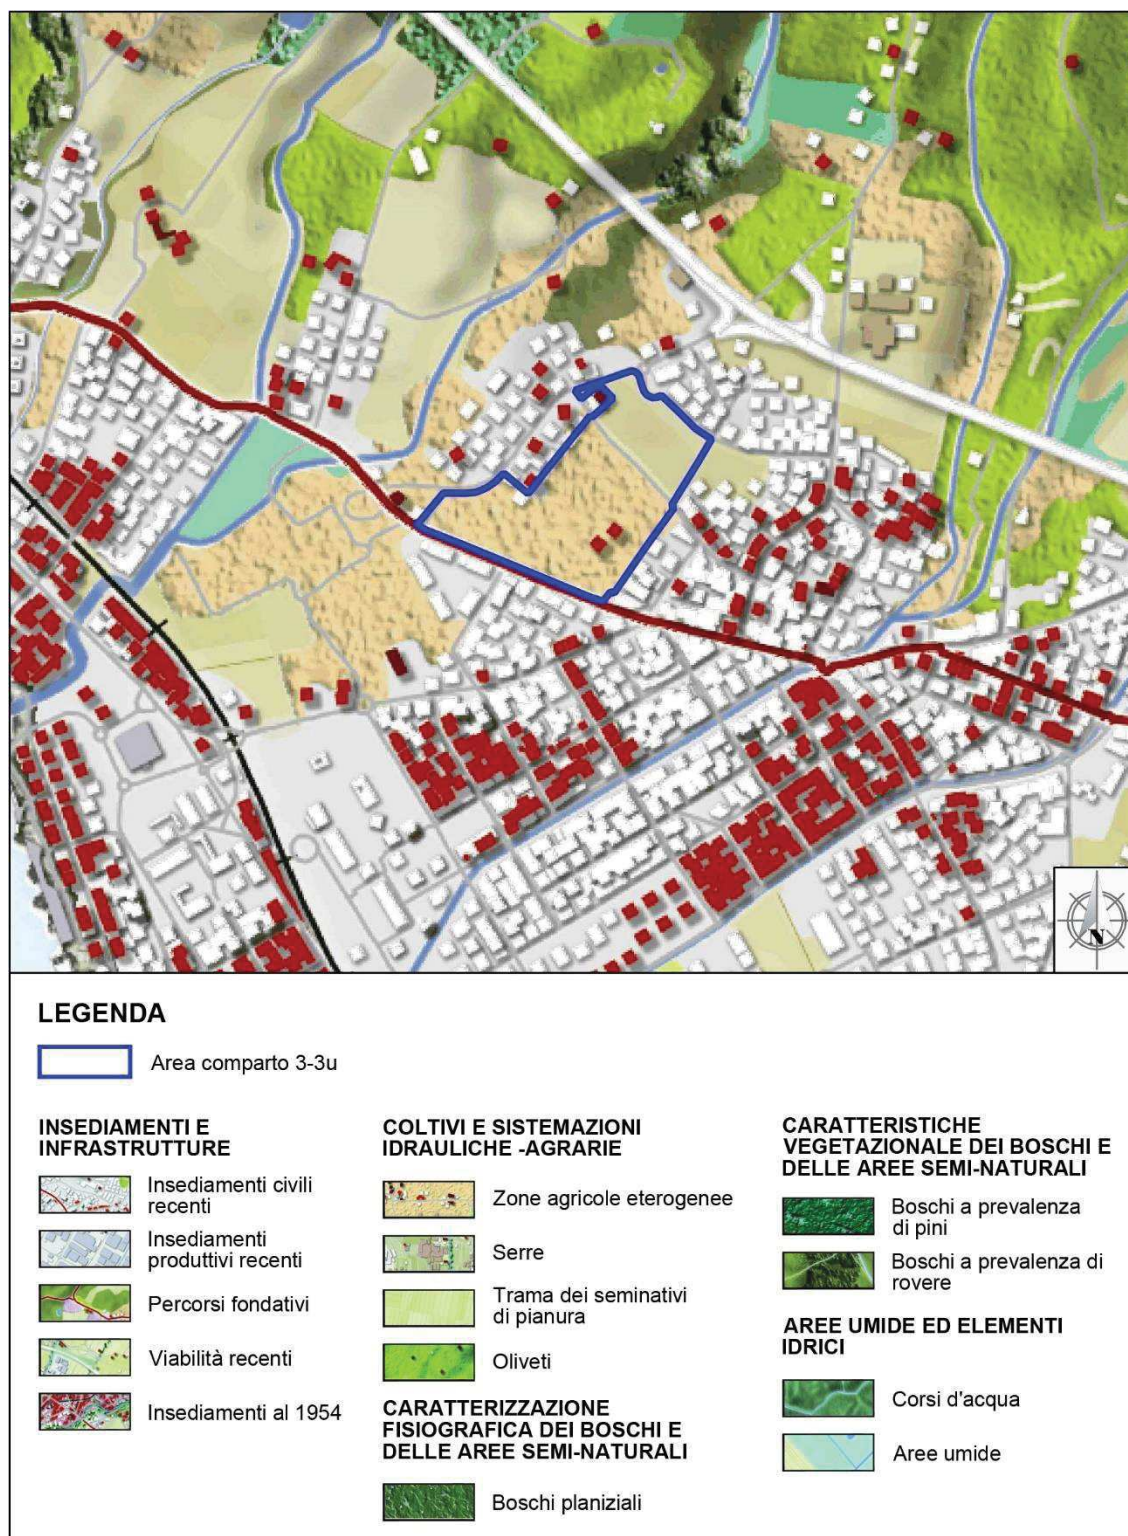 N
LEGENDA
Area comparto 3-3u
INSEDIAMENTI E
INFRASTRUTTURE
Insediamenti civili
recenti
Insediamenti
produttivi recenti
Percorsi fondativi
Viabilità recenti
Insediamenti al 1954
COLTIVI E SISTEMAZIONI
IDRAULICHE -AGRARIE
Zone agricole eterogenee
Serre
Trama dei seminativi
di pianura
Oliveti
CARATTERIZZAZIONE
FISIOGRAFICA DEI BOSCHI E
DELLE AREE SEMI-NATURALI
Boschi planiziali
CARATTERISTICHE
VEGETAZIONALE DEI BOSCHI E
DELLE AREE SEMI-NATURALI
Boschi a prevalenza
di pini
Boschi a prevalenza di
rovere
AREE UMIDE ED ELEMENTI
IDRICI
Corsi d'acqua
Aree umide